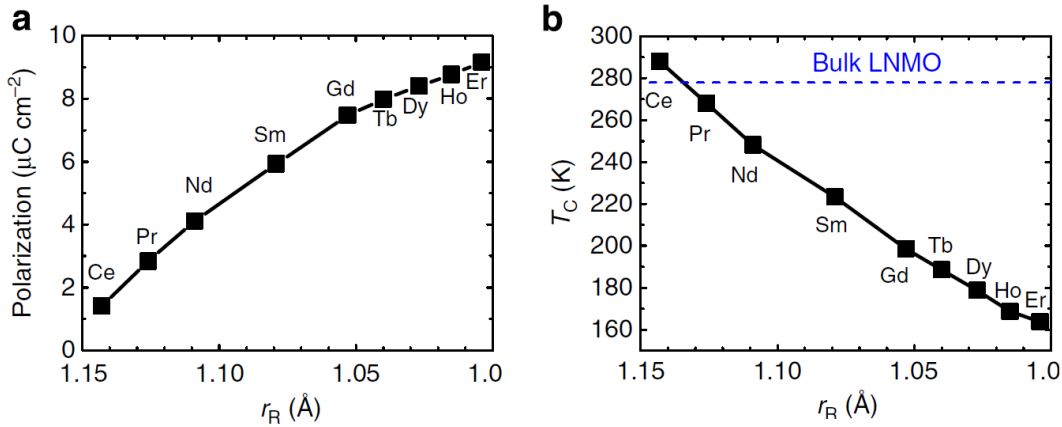 a
Polarization (μC cm⁻²)
10
8
6
4
2
0
Ce
Pr
Nd
Sm
Gd
Tb
Dy
Ho
Er
1.15
1.10
1.05
1.0
r_R (Å)
b
T_C (K)
300
280
260
240
220
200
180
160
Bulk LNMO
Ce
Pr
Nd
Sm
Gd
Tb
Dy
Ho
Er
1.15
1.10
1.05
1.0
r_R (Å)